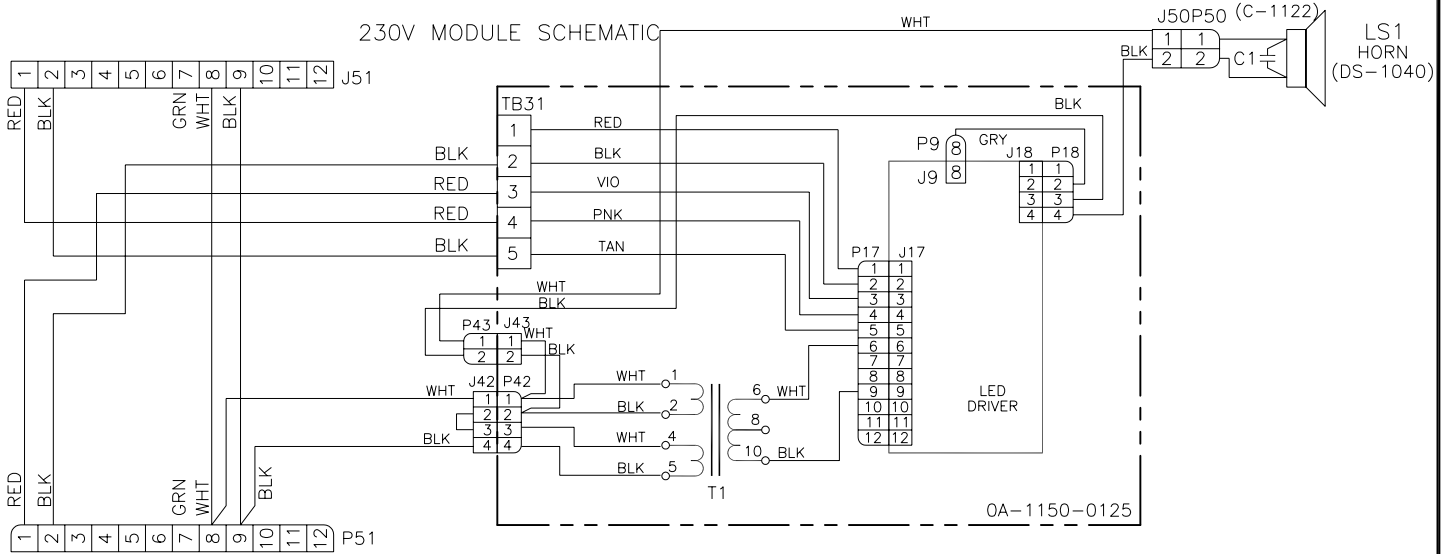 230V MODULE SCHEMATIC
WHT
J50 P50 (C-1122)
1 1
2 2
BLK
C1
LS1
HORN
(DS-1040)
1 2 3 4 5 6 7 8 9 10 11 12 J51
RED BLK GRN WHT BLK
TB31
1 RED
BLK 2 BLK
RED 3 VIO
RED 4 PNK
BLK 5 TAN
BLK
P9 8 GRY
J9 8
J18 P18
1 1
2 2
3 3
4 4
P17 J17
1 1
2 2
3 3
4 4
5 5
6 6
7 7
8 8
9 9
10 10
11 11
12 12
LED
DRIVER
WHT
BLK
P43 J43
1 1 WHT
2 2 BLK
J42 P42
WHT 1 1
2 2
3 3
BLK 4 4
WHT 1
BLK 2
WHT 4
BLK 5
6 WHT
8
10 BLK
T1
0A-1150-0125
RED BLK GRN WHT BLK
1 2 3 4 5 6 7 8 9 10 11 12 P51